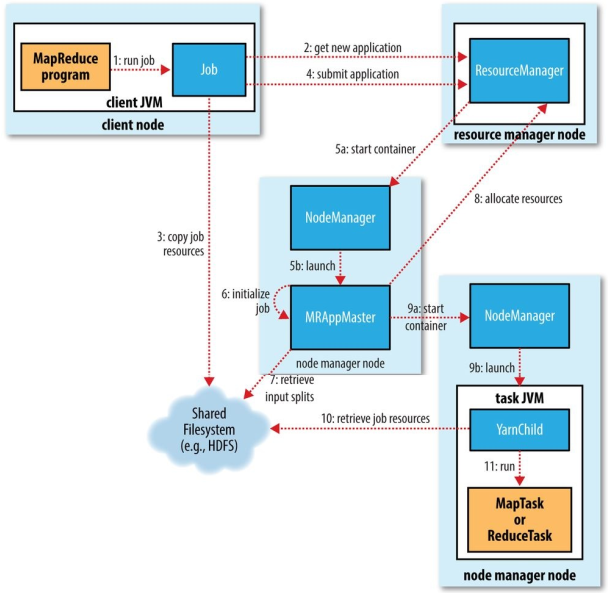 MapReduce
program
1: run job
Job
client JVM
client node
2: get new application
4: submit application
ResourceManager
resource manager node
5a: start container
8: allocate resources
3: copy job
resources
NodeManager
5b: launch
6: initialize
job
MRAppMaster
node manager node
9a: start
container
7: retrieve
input splits
NodeManager
9b: launch
task JVM
Shared
Filesystem
(e.g., HDFS)
10: retrieve job resources
YarnChild
11: run
MapTask
or
ReduceTask
node manager node